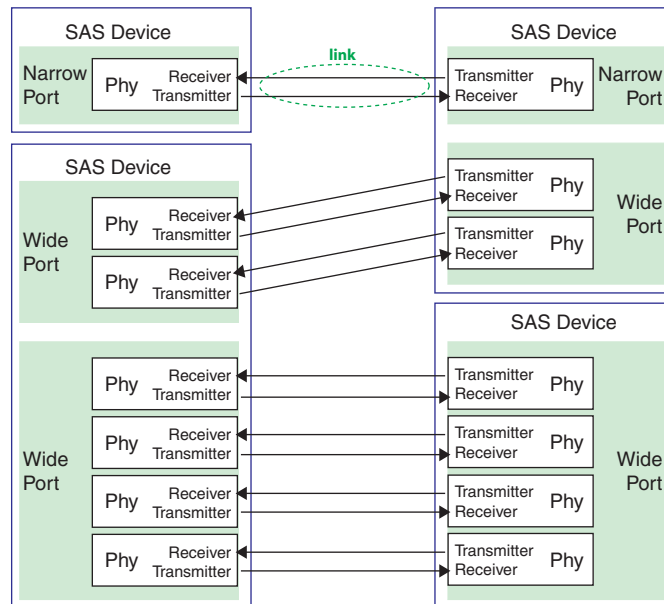 SAS Device
Narrow
Port
Phy
Receiver
Transmitter
link
SAS Device
Transmitter
Receiver
Phy
Narrow
Port
Transmitter
Receiver
Phy
Transmitter
Receiver
Phy
Wide
Port
SAS Device
Wide
Port
Phy
Receiver
Transmitter
Phy
Receiver
Transmitter
Wide
Port
Phy
Receiver
Transmitter
Phy
Receiver
Transmitter
Phy
Receiver
Transmitter
Phy
Receiver
Transmitter
SAS Device
Transmitter
Receiver
Phy
Transmitter
Receiver
Phy
Transmitter
Receiver
Phy
Transmitter
Receiver
Phy
Wide
Port